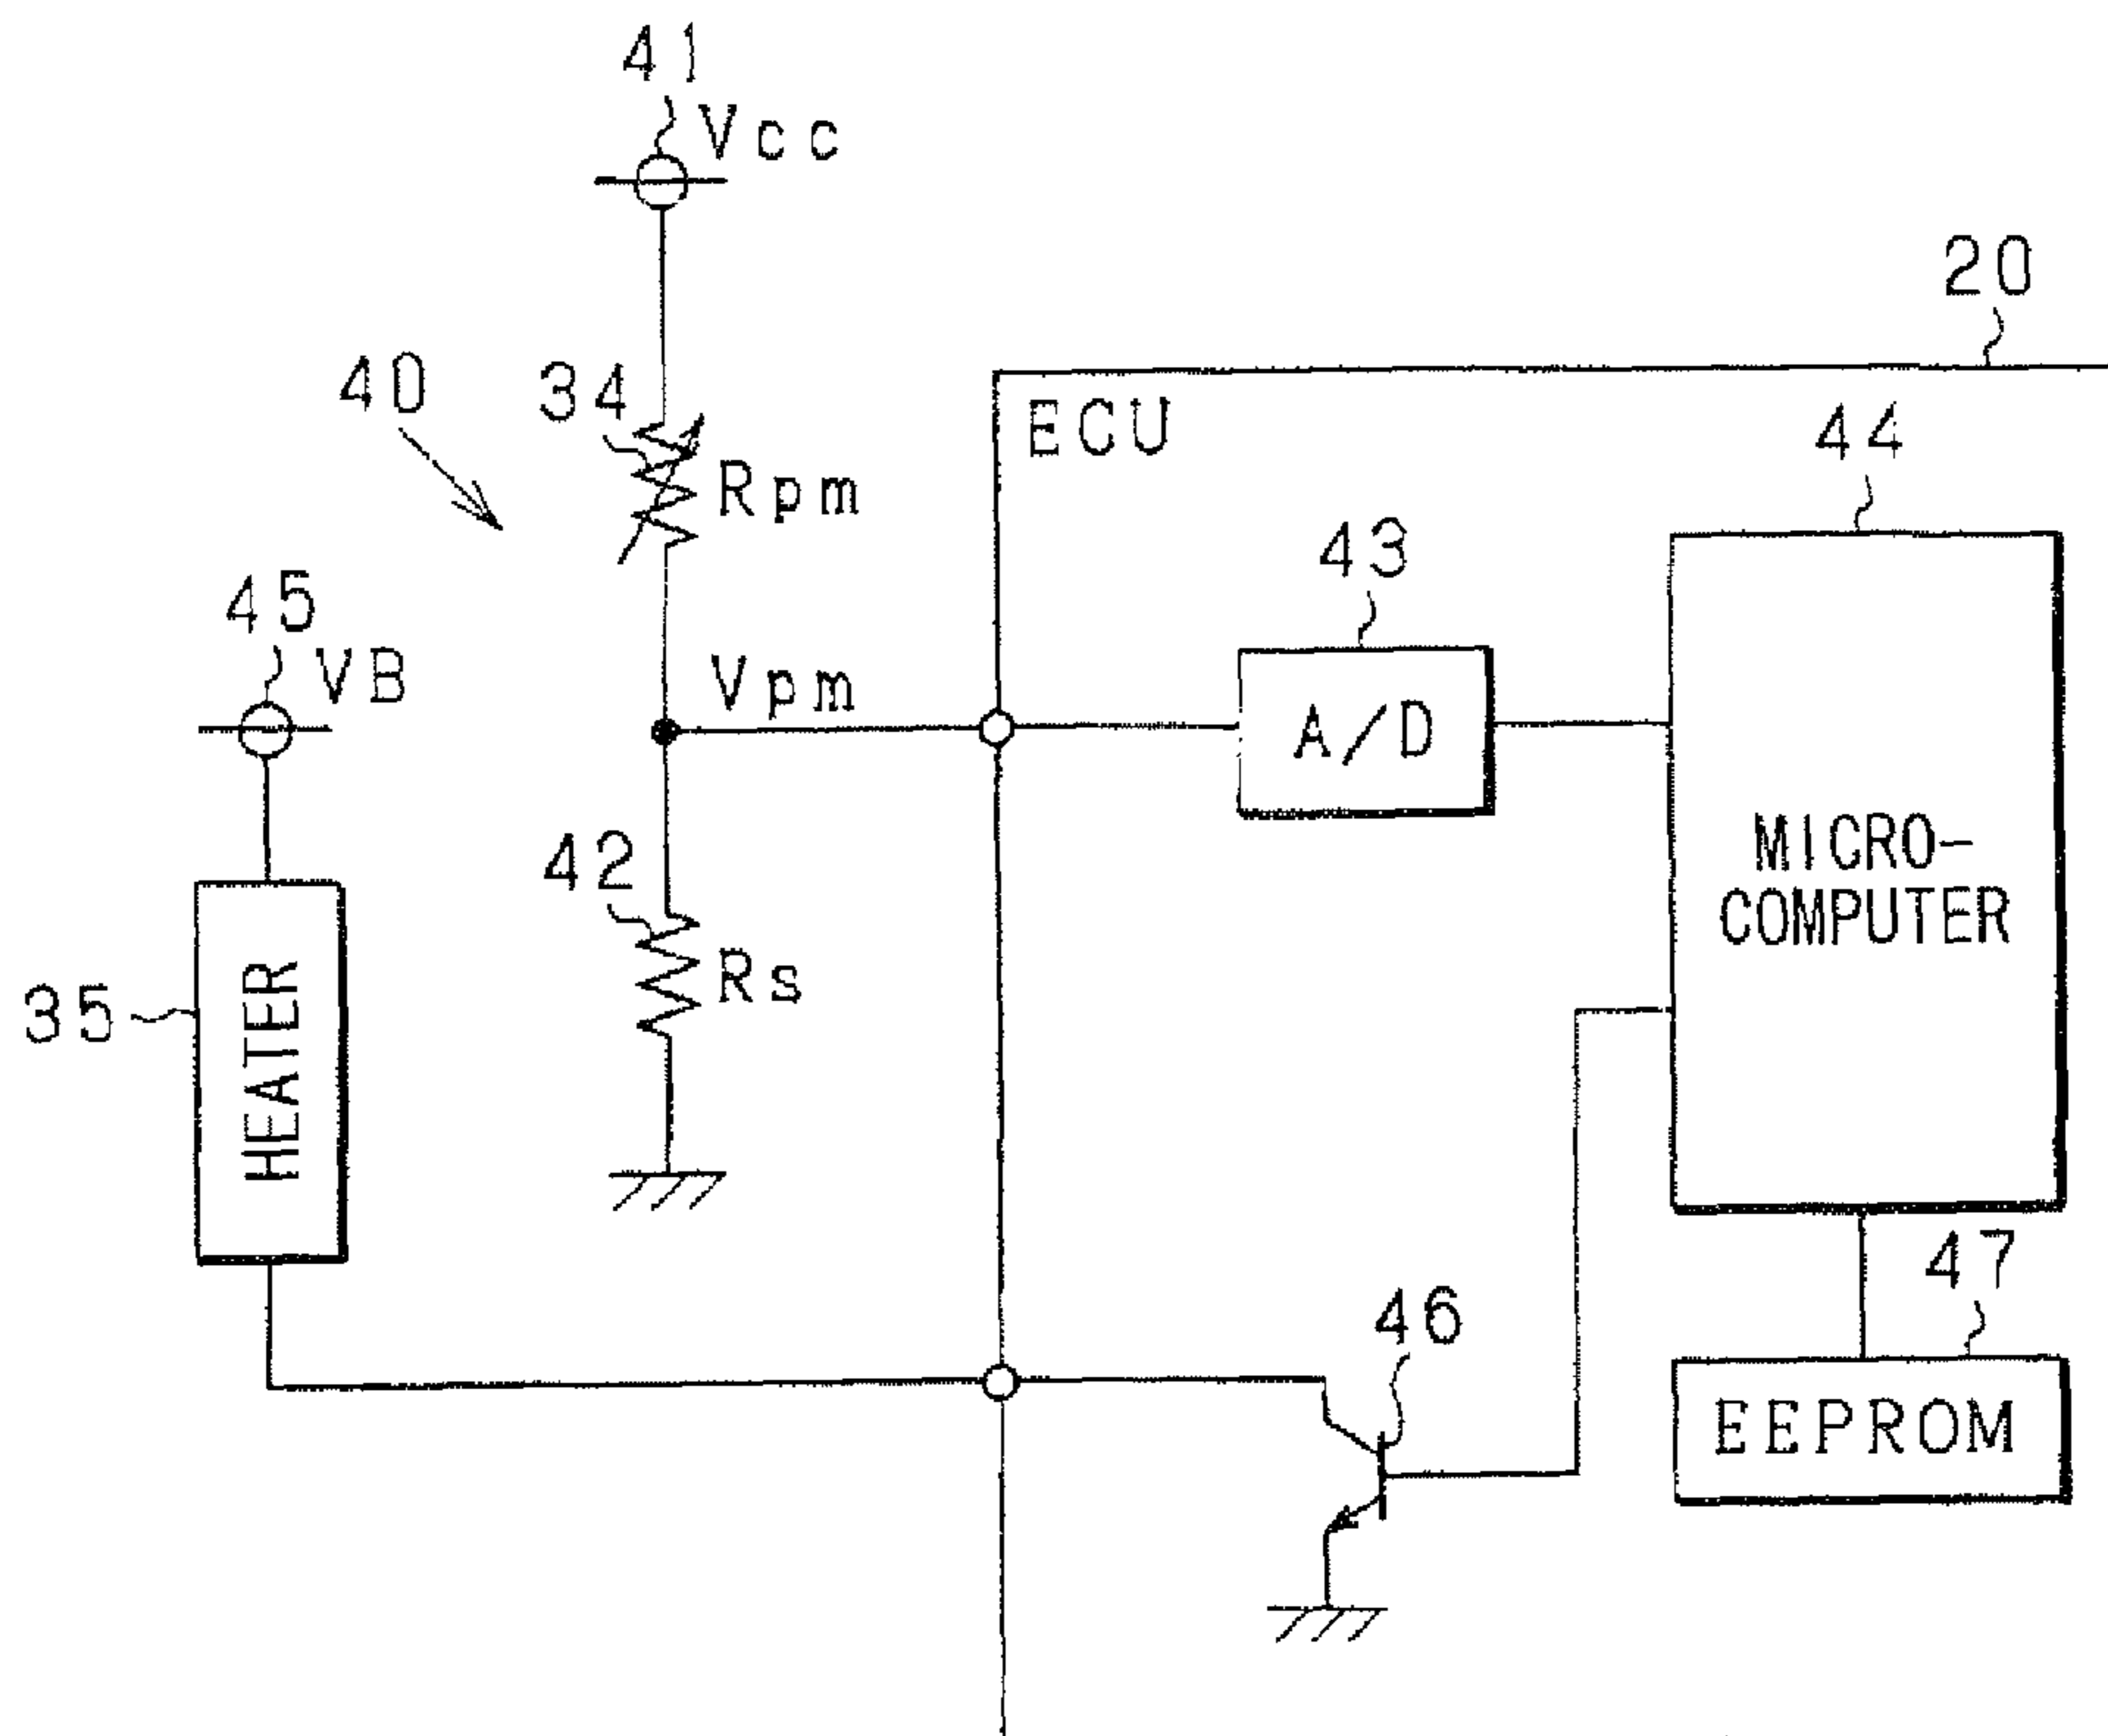 41
Vcc
20
40
34
Rpm
ECU
44
43
45
VB
Vpm
A/D
MICRO-
COMPUTER
42
Rs
35
HEATER
47
46
EEPROM